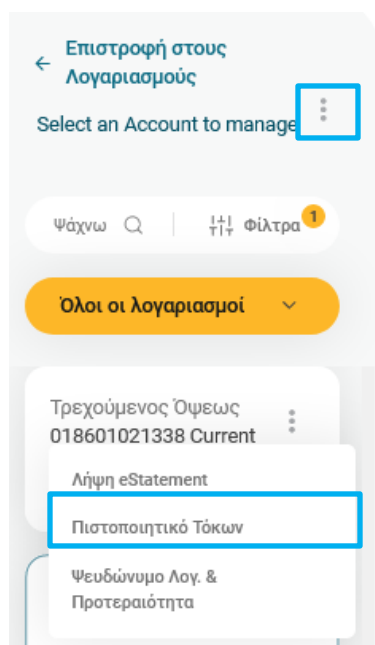 Επιστροφή στους
Λογαριασμούς
Select an Account to manage
Ψάχνω
Φίλτρα 1
Όλοι οι λογαριασμοί
Τρεχούμενος Όψεως
018601021338 Current
Λήψη eStatement
Πιστοποιητικό Τόκων
Ψευδώνυμο Λογ. &
Προτεραιότητα